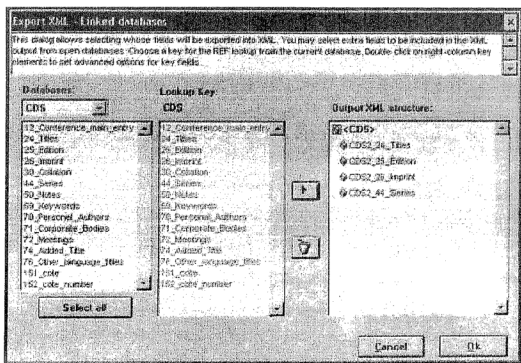 Export XML - Linked databases
This dialog allows selecting whose fields will be exported into XML. You may select extra fields to be included in the XML
output from open databases. Choose a key for the REF lookup from the current database. Double click on right-column key
elements to set advanced options for key fields.
Databases:
CDS
12_Conference_main_entry
24_Titles
25_Edition
26_Imprint
30_Collation
44_Series
50_Notes
69_Keywords
70_Personal_Authors
71_Corporate_Bodies
72_Meetings
74_Added_Title
76_Other_language_titles
151_cote
152_cote_number
Select all
Lookup Key:
CDS
12_Conference_main_entry
24_Titles
25_Edition
26_Imprint
30_Collation
44_Series
50_Notes
69_Keywords
70_Personal_Authors
71_Corporate_Bodies
72_Meetings
74_Added_Title
76_Other_language_titles
151_cote
152_cote_number
Output XML structure:
<CDS>
CDS2_24_Titles
CDS2_25_Edition
CDS2_26_Imprint
CDS2_44_Series
Cancel
Ok